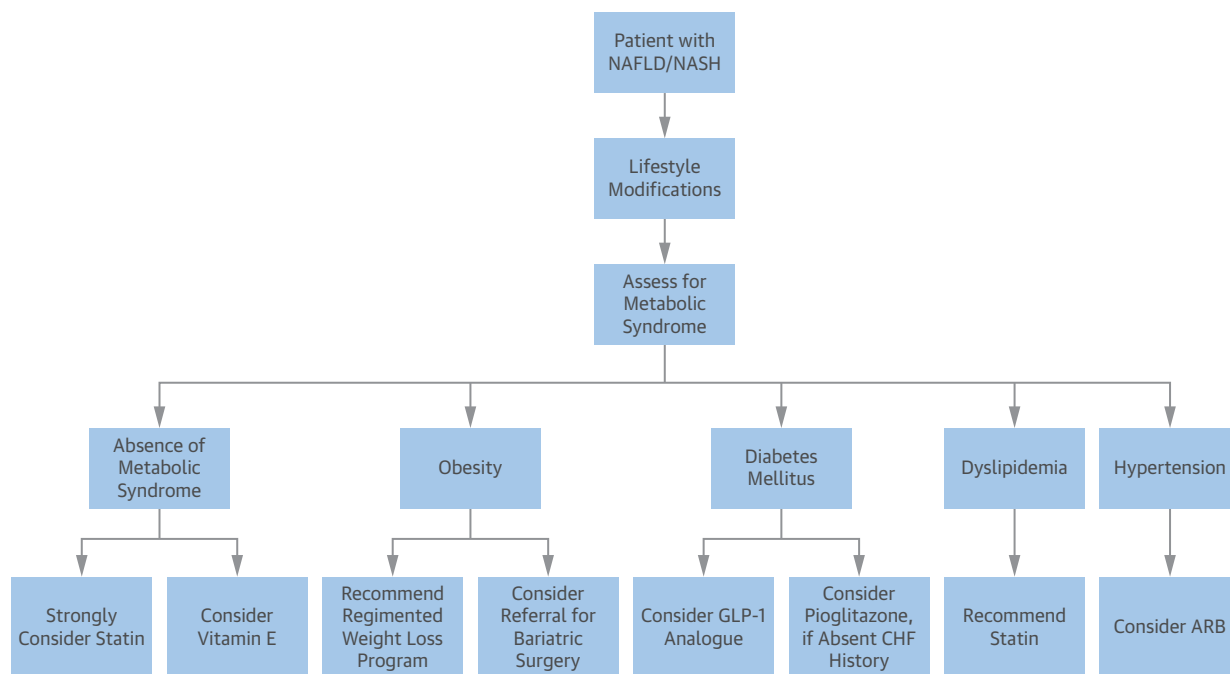 Patient with
NAFLD/NASH
Lifestyle
Modifications
Assess for
Metabolic
Syndrome
Absence of
Metabolic
Syndrome
Obesity
Diabetes
Mellitus
Dyslipidemia
Hypertension
Strongly
Consider Statin
Consider
Vitamin E
Recommend
Regimented
Weight Loss
Program
Consider
Referral for
Bariatric
Surgery
Consider GLP-1
Analogue
Consider
Pioglitazone,
if Absent CHF
History
Recommend
Statin
Consider ARB